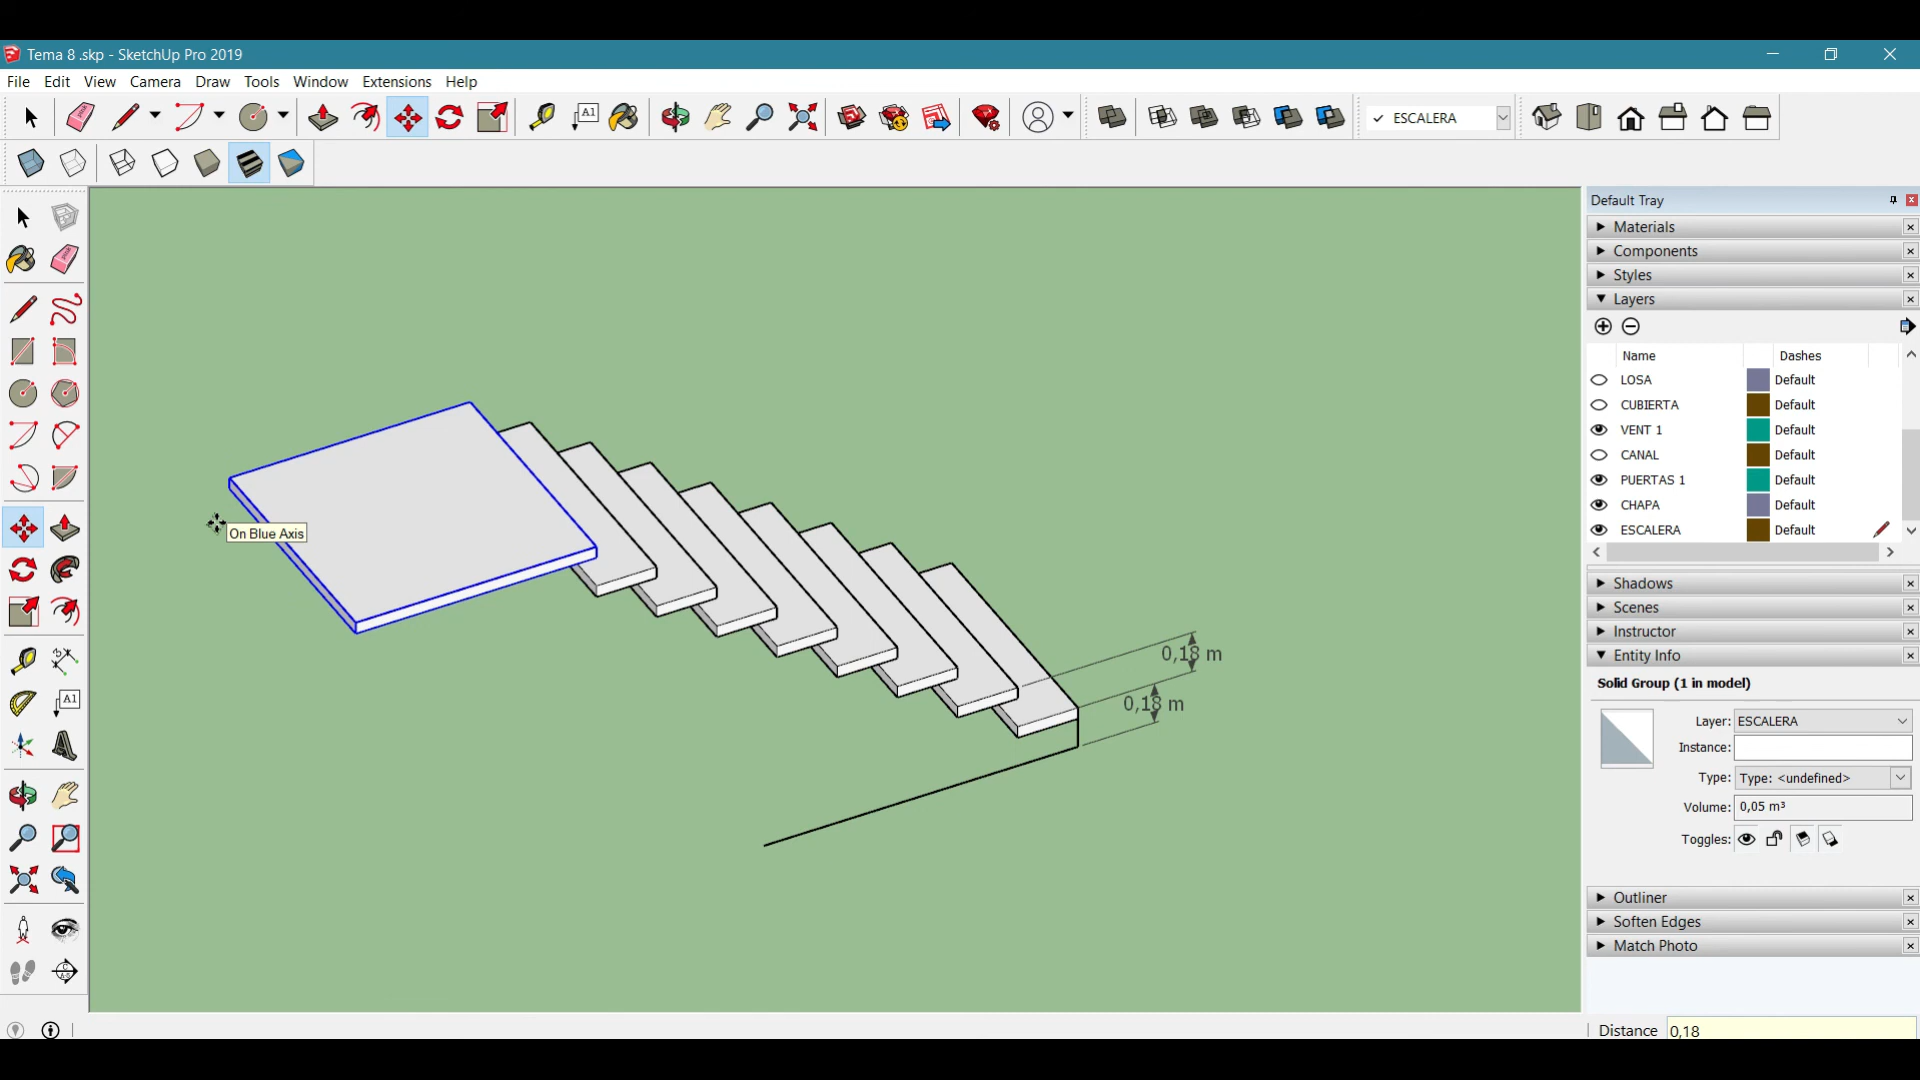 Tema 8 .skp - SketchUp Pro 2019
File Edit View Camera Draw Tools Window Extensions Help
A1
ESCALERA
Default Tray
Materials
Components
Styles
Layers
Name Dashes
LOSA Default
CUBIERTA Default
VENT 1 Default
CANAL Default
PUERTAS 1 Default
CHAPA Default
ESCALERA Default
On Blue Axis
0,18 m
0,18 m
A1
Shadows
Scenes
Instructor
Entity Info
Solid Group (1 in model)
Layer: ESCALERA
Instance:
Type: Type: <undefined>
Volume: 0,05 m³
Toggles:
Outliner
Soften Edges
Match Photo
Distance 0,18